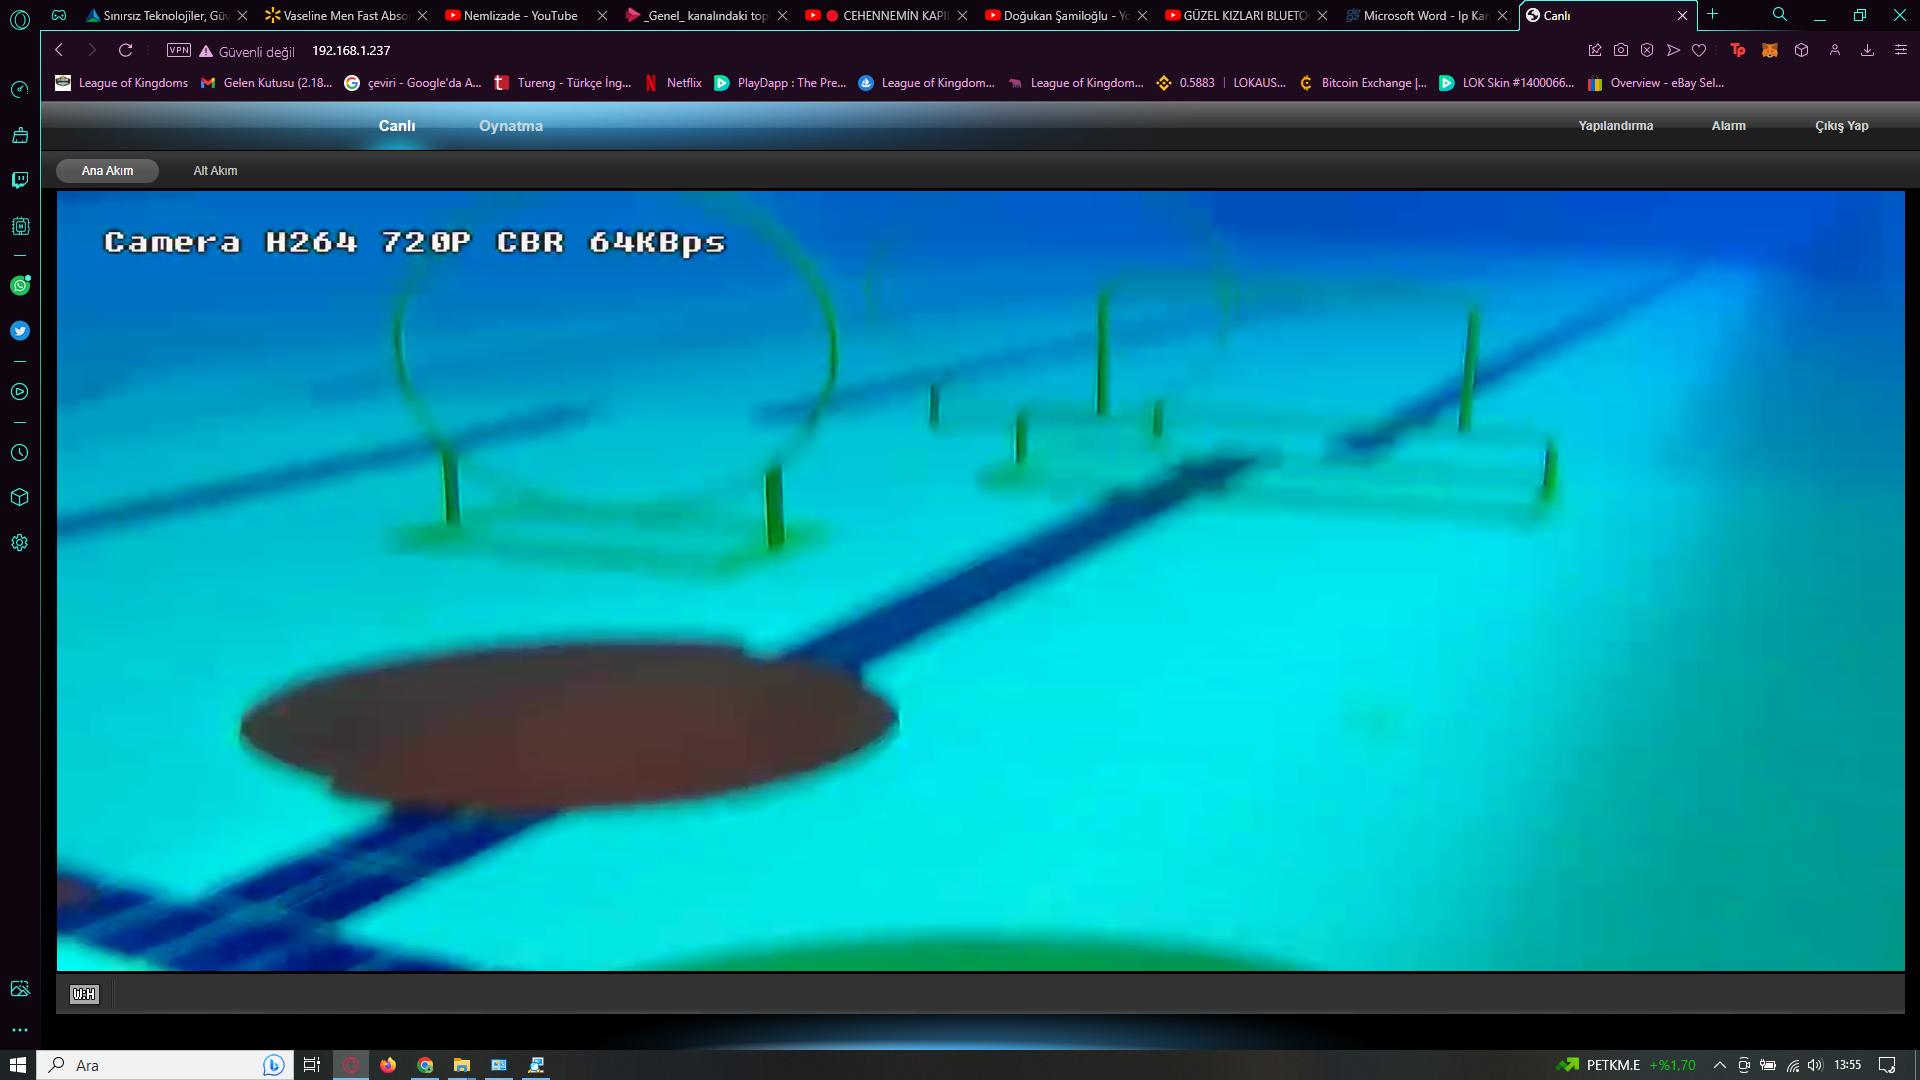 Sınırsız Teknolojiler, Güv
Vaseline Men Fast Abso
Nemlizade - YouTube
_Genel_ kanalındaki top
CEHENNEMİN KAPI
Doğukan Şamiloğlu - Yo
GÜZEL KIZLARI BLUETO
Microsoft Word - Ip Kar
Canlı
VPN
Güvenli değil
192.168.1.237
League of Kingdoms
Gelen Kutusu (2.18...
çeviri - Google'da A...
Tureng - Türkçe İng...
Netflix
PlayDapp : The Pre...
League of Kingdom...
League of Kingdom...
0.5883 | LOKAUS...
Bitcoin Exchange |...
LOK Skin #1400066...
Overview - eBay Sel...
Canlı
Oynatma
Yapılandırma
Alarm
Çıkış Yap
Ana Akım
Alt Akım
Camera H264 720P CBR 64KBps
W:H
Ara
PETKM.E +%1,70
13:55